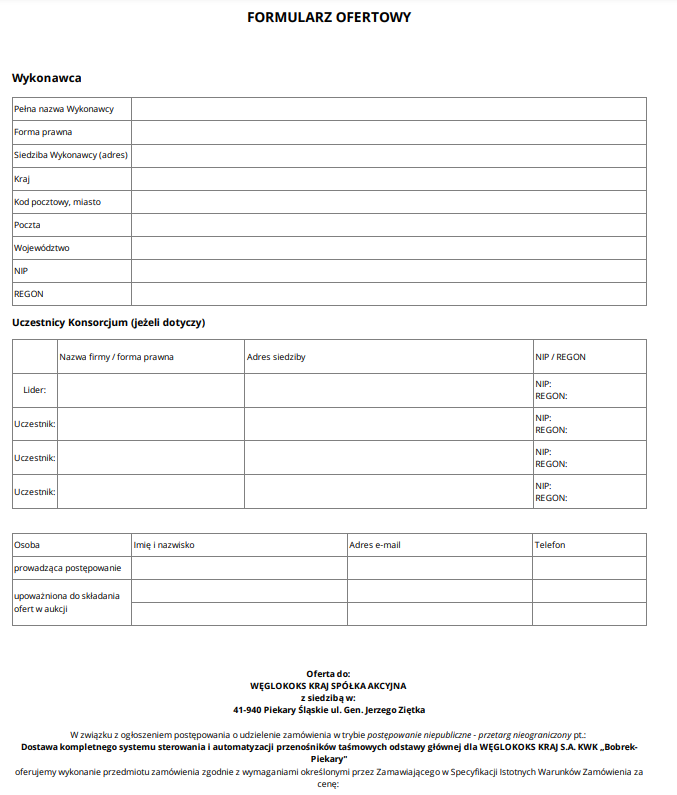 FORMULARZ OFERTOWY
Wykonawca
Pełna nazwa Wykonawcy
Forma prawna
Siedziba Wykonawcy (adres)
Kraj
Kod pocztowy, miasto
Poczta
Województwo
NIP
REGON
Uczestnicy Konsorcjum (jeżeli dotyczy)
Nazwa firmy / forma prawna Adres siedziby NIP / REGON
Lider: NIP:
REGON:
Uczestnik: NIP:
REGON:
Uczestnik: NIP:
REGON:
Uczestnik: NIP:
REGON:
Osoba Imię i nazwisko Adres e-mail Telefon
prowadząca postępowanie
upoważniona do składania
ofert w aukcji
Oferta do:
WĘGLOKOKS KRAJ SPÓŁKA AKCYJNA
z siedzibą w:
41-940 Piekary Śląskie ul. Gen. Jerzego Ziętka
W związku z ogłoszeniem postępowania o udzielenie zamówienia w trybie postępowanie niepubliczne - przetarg nieograniczony pt.:
Dostawa kompletnego systemu sterowania i automatyzacji przenośników taśmowych odstawy głównej dla WĘGLOKOKS KRAJ S.A. KWK „Bobrek-
Piekary"
oferujemy wykonanie przedmiotu zamówienia zgodnie z wymaganiami określonymi przez Zamawiającego w Specyfikacji Istotnych Warunków Zamówienia za
cenę: